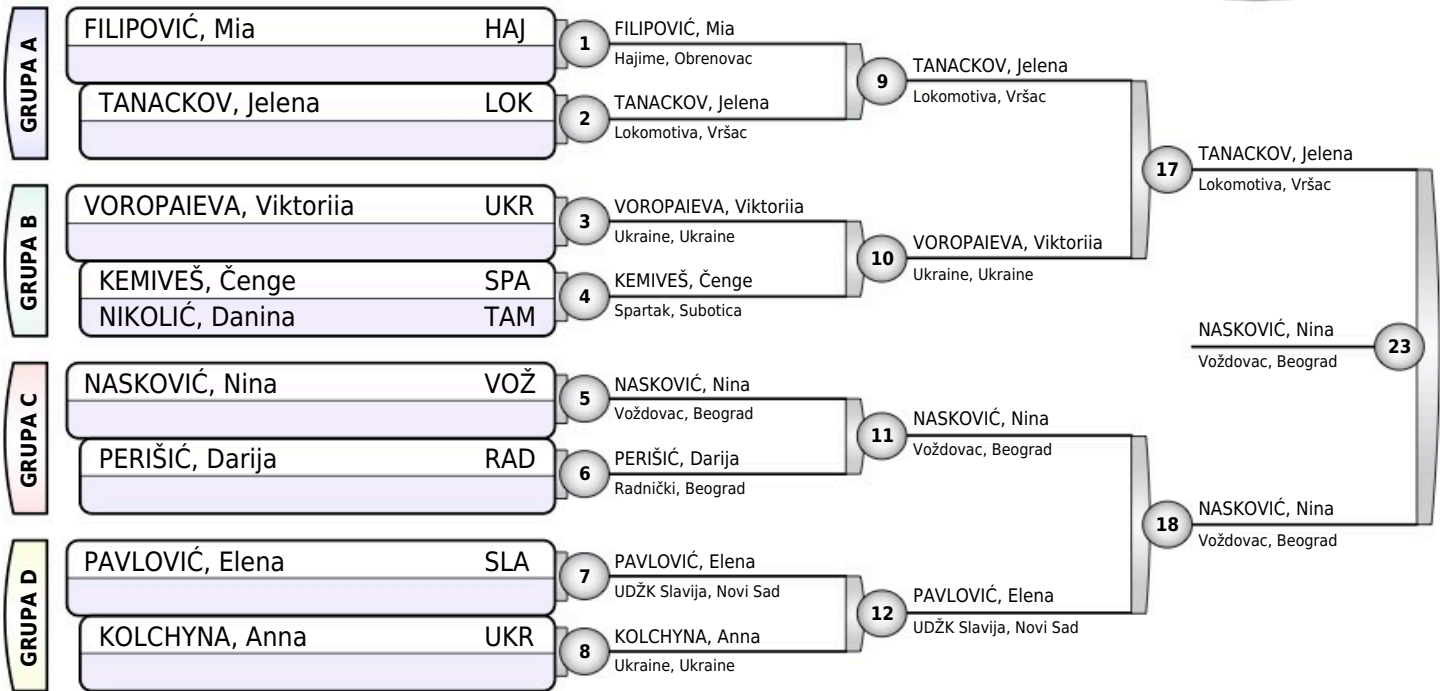 GRUPA A
FILIPOVIĆ, Mia HAJ
TANACKOV, Jelena LOK
GRUPA B
VOROPAIEVA, Viktoriia UKR
KEMIVEŠ, Čenge SPA
NIKOLIĆ, Danina TAM
GRUPA C
NASKOVIĆ, Nina VOŽ
PERIŠIĆ, Darija RAD
GRUPA D
PAVLOVIĆ, Elena SLA
KOLCHYNA, Anna UKR
1
FILIPOVIĆ, Mia
Hajime, Obrenovac
2
TANACKOV, Jelena
Lokomotiva, Vršac
3
VOROPAIEVA, Viktoriia
Ukraine, Ukraine
4
KEMIVEŠ, Čenge
Spartak, Subotica
5
NASKOVIĆ, Nina
Voždovac, Beograd
6
PERIŠIĆ, Darija
Radnički, Beograd
7
PAVLOVIĆ, Elena
UDŽK Slavija, Novi Sad
8
KOLCHYNA, Anna
Ukraine, Ukraine
9
TANACKOV, Jelena
Lokomotiva, Vršac
10
VOROPAIEVA, Viktoriia
Ukraine, Ukraine
11
NASKOVIĆ, Nina
Voždovac, Beograd
12
PAVLOVIĆ, Elena
UDŽK Slavija, Novi Sad
17
TANACKOV, Jelena
Lokomotiva, Vršac
18
NASKOVIĆ, Nina
Voždovac, Beograd
NASKOVIĆ, Nina
Voždovac, Beograd
23